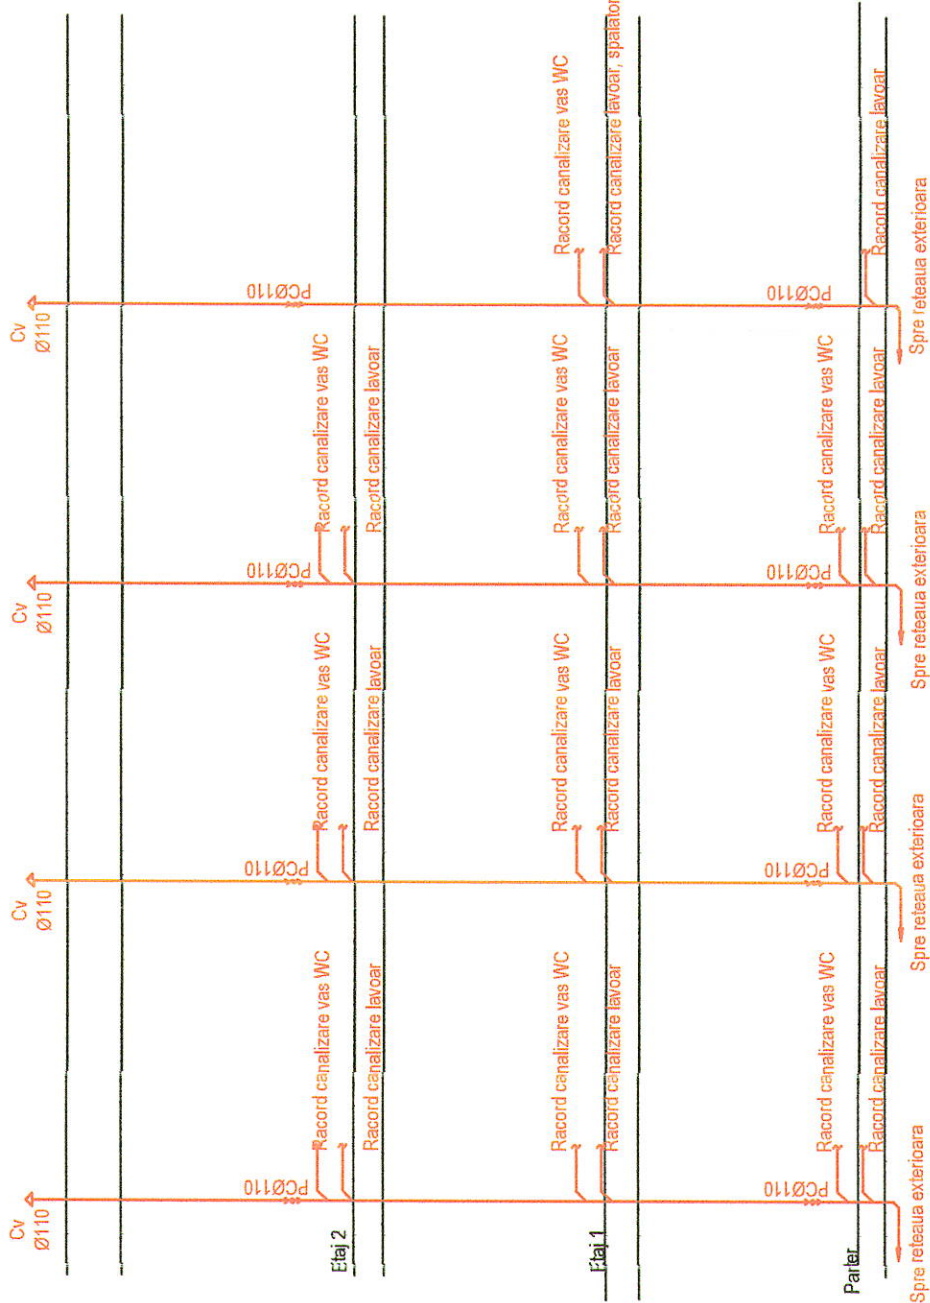 Cv
Ø110
Cv
Ø110
Cv
Ø110
Cv
Ø110
PCØ110
PCØ110
PCØ110
PCØ110
Racord canalizare vas WC
Racord canalizare vas WC
Racord canalizare vas WC
Etaj 2
Racord canalizare lavoar
Racord canalizare lavoar
Racord canalizare lavoar
Racord canalizare vas WC
Racord canalizare vas WC
Racord canalizare vas WC
Racord canalizare vas WC
Etaj 1
Racord canalizare lavoar
Racord canalizare lavoar
Racord canalizare lavoar
Racord canalizare lavoar, spalator
PCØ110
PCØ110
PCØ110
PCØ110
Racord canalizare vas WC
Racord canalizare vas WC
Racord canalizare vas WC
Parter
Racord canalizare lavoar
Racord canalizare lavoar
Racord canalizare lavoar
Racord canalizare lavoar
Spre reteaua exterioara
Spre reteaua exterioara
Spre reteaua exterioara
Spre reteaua exterioara